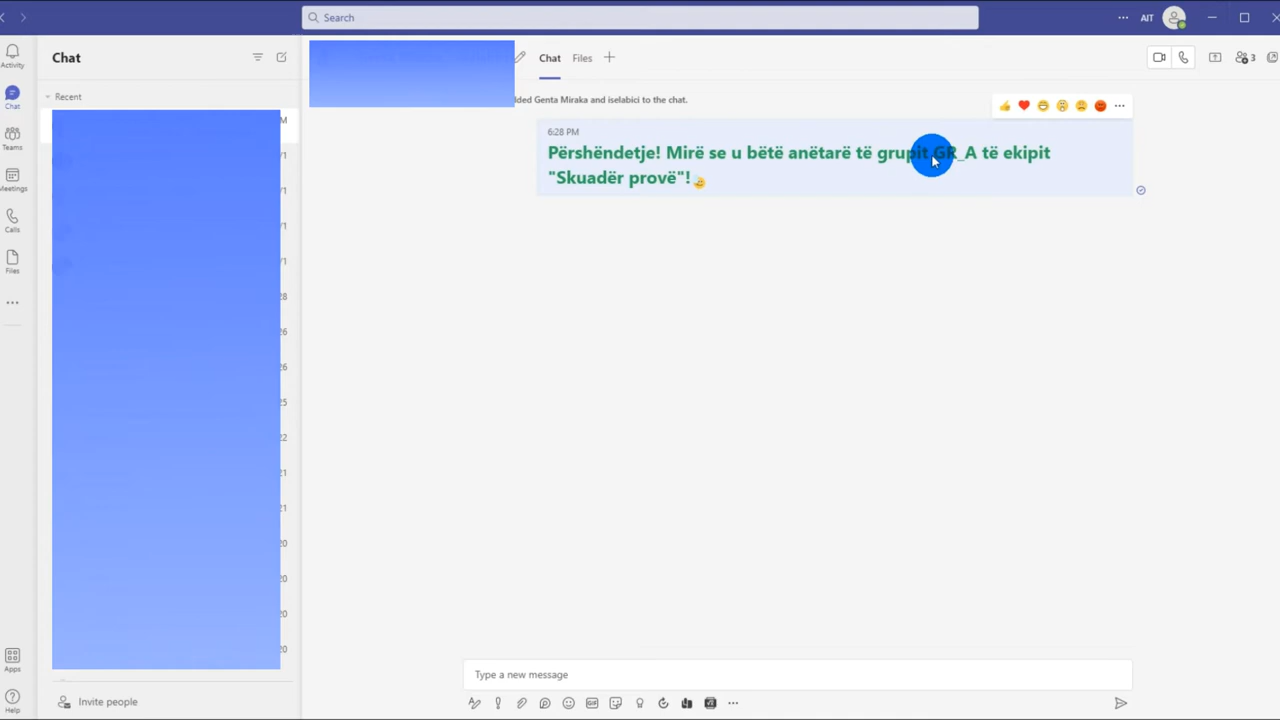 Search
AIT
Activity
Chat
Teams
Meetings
Calls
Files
Apps
Help
Chat
Recent
Invite people
Chat
Files
3
Genta Miraka and iselabici to the chat.
6:28 PM
Përshëndetje! Mirë se u bëtë anëtarë të grupit GR_A të ekipit
"Skuadër provë"!
Type a new message
GIF